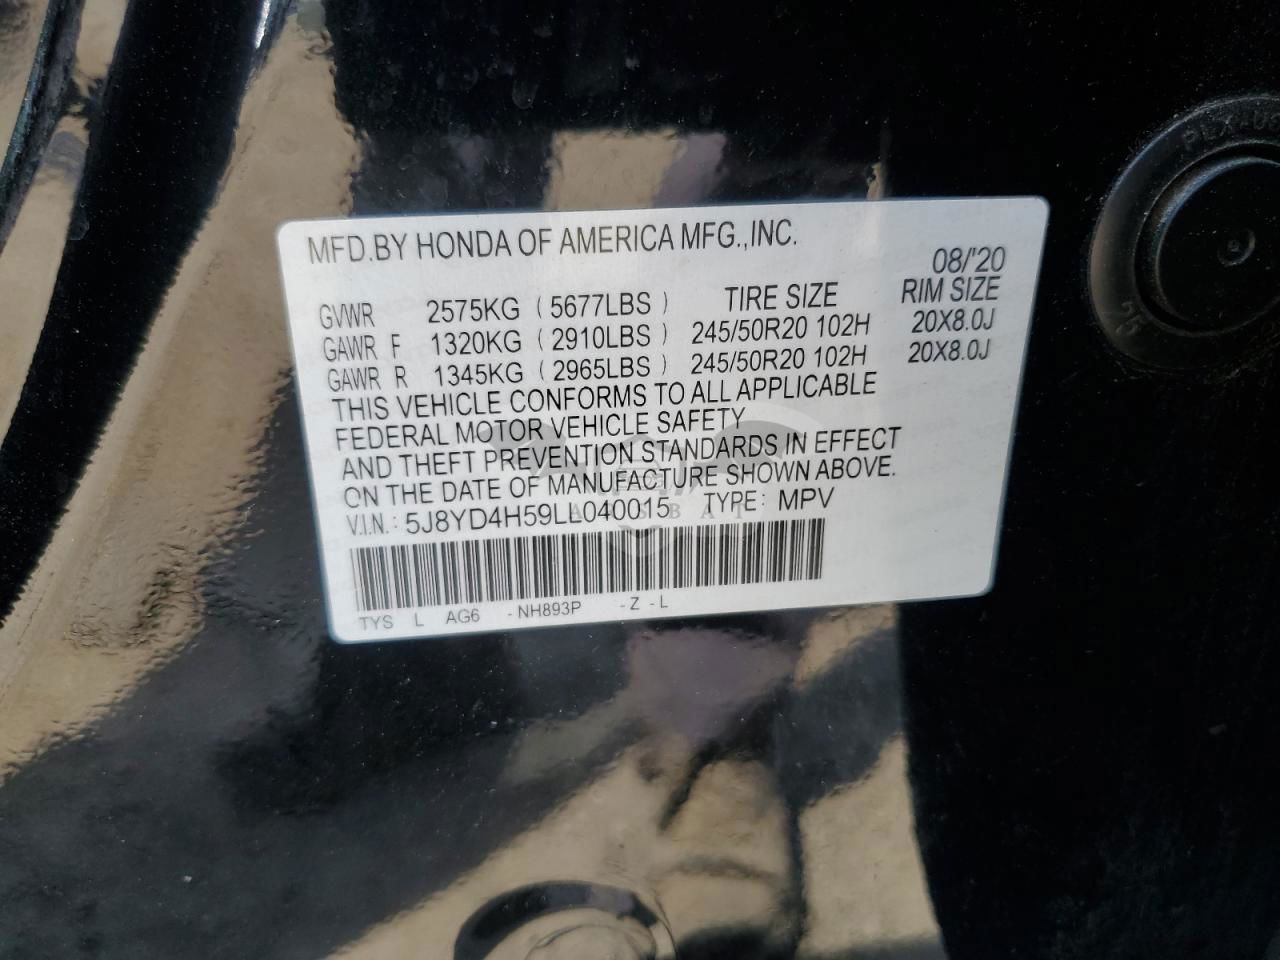 MFD.BY HONDA OF AMERICA MFG.,INC. 08/'20
GVWR 2575KG ( 5677LBS ) TIRE SIZE RIM SIZE
GAWR F 1320KG ( 2910LBS ) 245/50R20 102H 20X8.0J
GAWR R 1345KG ( 2965LBS ) 245/50R20 102H 20X8.0J
THIS VEHICLE CONFORMS TO ALL APPLICABLE
FEDERAL MOTOR VEHICLE SAFETY
AND THEFT PREVENTION STANDARDS IN EFFECT
ON THE DATE OF MANUFACTURE SHOWN ABOVE.
V.I.N.: 5J8YD4H59LL040015 TYPE: MPV
TYS L AG6 -NH893P -Z -L